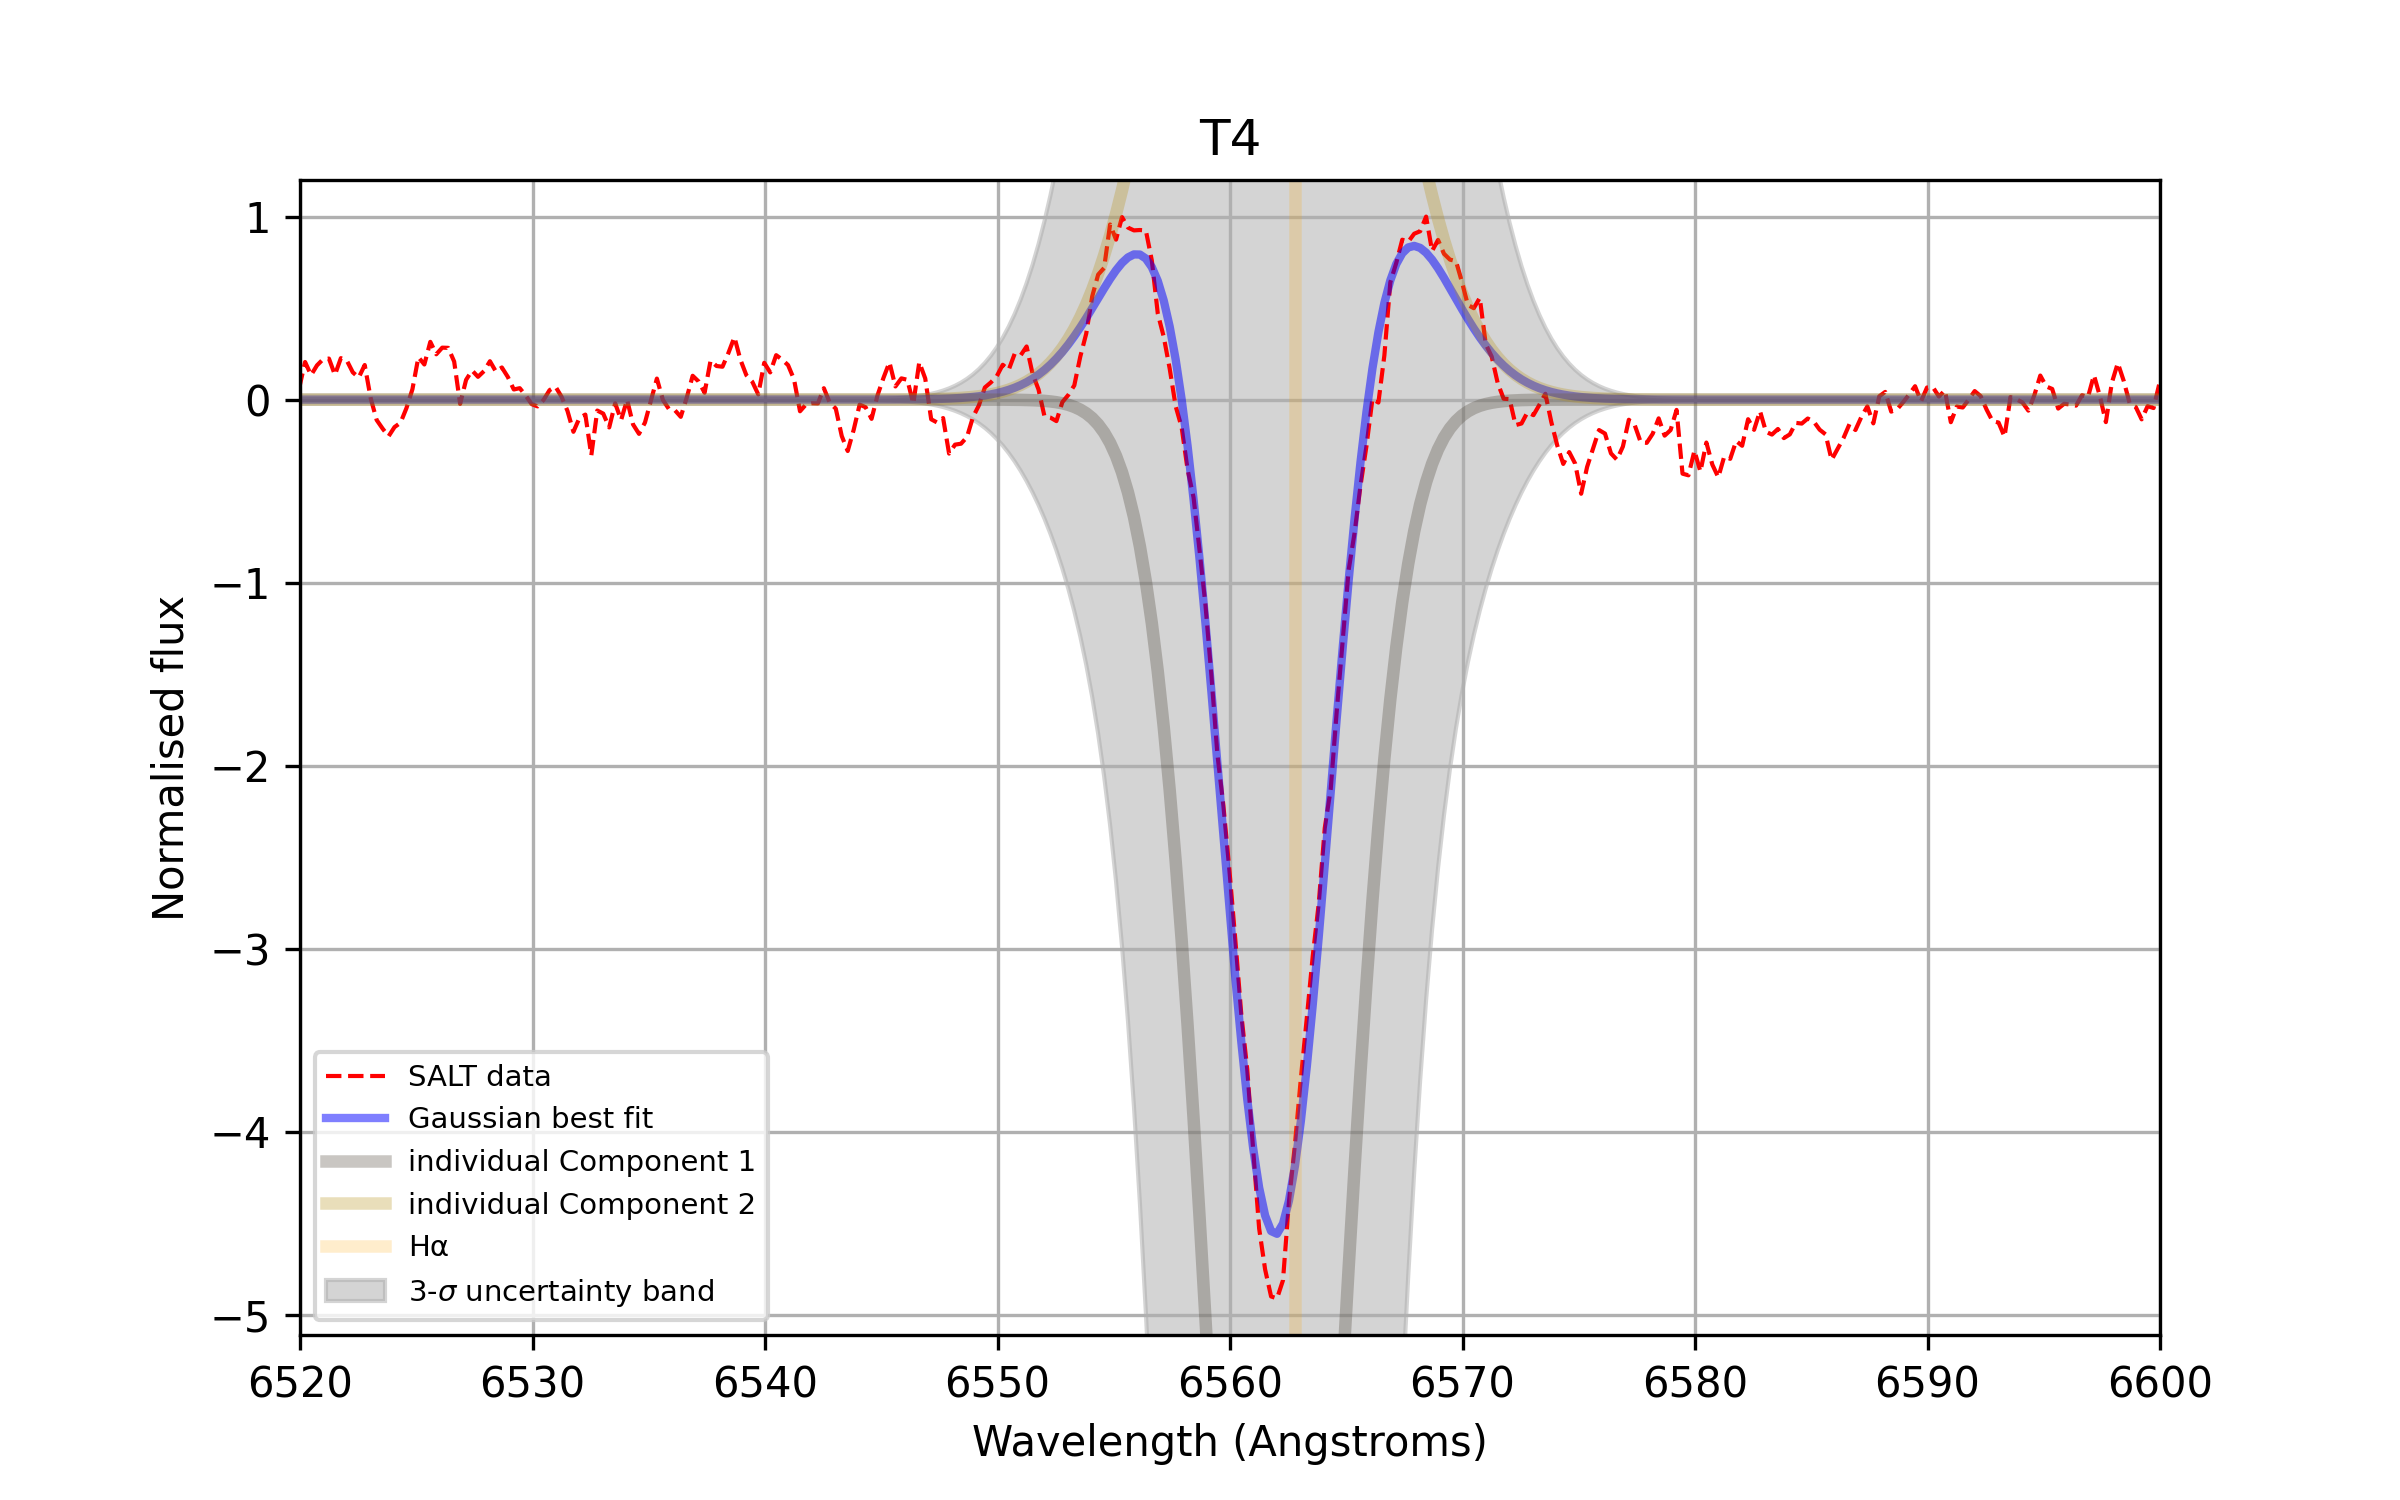 T4
Normalised flux
1
0
−1
−2
−3
−4
−5
SALT data
Gaussian best fit
individual Component 1
individual Component 2
Hα
3-σ uncertainty band
6520 6530 6540 6550 6560 6570 6580 6590 6600
Wavelength (Angstroms)